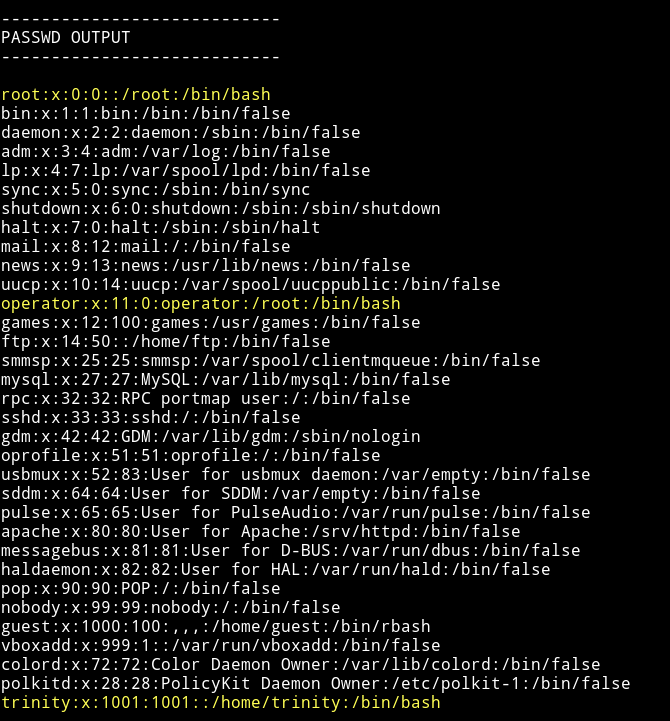 ----------------------------
PASSWD OUTPUT
----------------------------
root:x:0:0::/root:/bin/bash
bin:x:1:1:bin:/bin:/bin/false
daemon:x:2:2:daemon:/sbin:/bin/false
adm:x:3:4:adm:/var/log:/bin/false
lp:x:4:7:lp:/var/spool/lpd:/bin/false
sync:x:5:0:sync:/sbin:/bin/sync
shutdown:x:6:0:shutdown:/sbin:/sbin/shutdown
halt:x:7:0:halt:/sbin:/sbin/halt
mail:x:8:12:mail:/:/bin/false
news:x:9:13:news:/usr/lib/news:/bin/false
uucp:x:10:14:uucp:/var/spool/uucppublic:/bin/false
operator:x:11:0:operator:/root:/bin/bash
games:x:12:100:games:/usr/games:/bin/false
ftp:x:14:50::/home/ftp:/bin/false
smmsp:x:25:25:smmsp:/var/spool/clientmqueue:/bin/false
mysql:x:27:27:MySQL:/var/lib/mysql:/bin/false
rpc:x:32:32:RPC portmap user:/:/bin/false
sshd:x:33:33:sshd:/:/bin/false
gdm:x:42:42:GDM:/var/lib/gdm:/sbin/nologin
oprofile:x:51:51:oprofile:/:/bin/false
usbmux:x:52:83:User for usbmux daemon:/var/empty:/bin/false
sddm:x:64:64:User for SDDM:/var/empty:/bin/false
pulse:x:65:65:User for PulseAudio:/var/run/pulse:/bin/false
apache:x:80:80:User for Apache:/srv/httpd:/bin/false
messagebus:x:81:81:User for D-BUS:/var/run/dbus:/bin/false
haldaemon:x:82:82:User for HAL:/var/run/hald:/bin/false
pop:x:90:90:POP:/:/bin/false
nobody:x:99:99:nobody:/:/bin/false
guest:x:1000:100:,,,:/home/guest:/bin/rbash
vboxadd:x:999:1::/var/run/vboxadd:/bin/false
colord:x:72:72:Color Daemon Owner:/var/lib/colord:/bin/false
polkitd:x:28:28:PolicyKit Daemon Owner:/etc/polkit-1:/bin/false
trinity:x:1001:1001::/home/trinity:/bin/bash